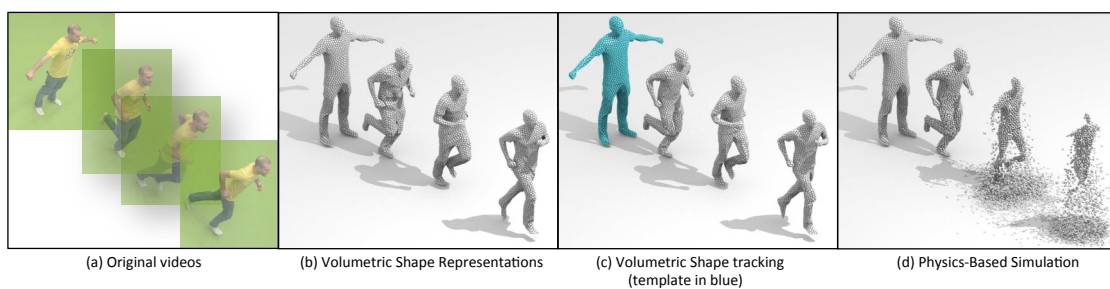 (a) Original videos
(b) Volumetric Shape Representations
(c) Volumetric Shape tracking
(template in blue)
(d) Physics-Based Simulation